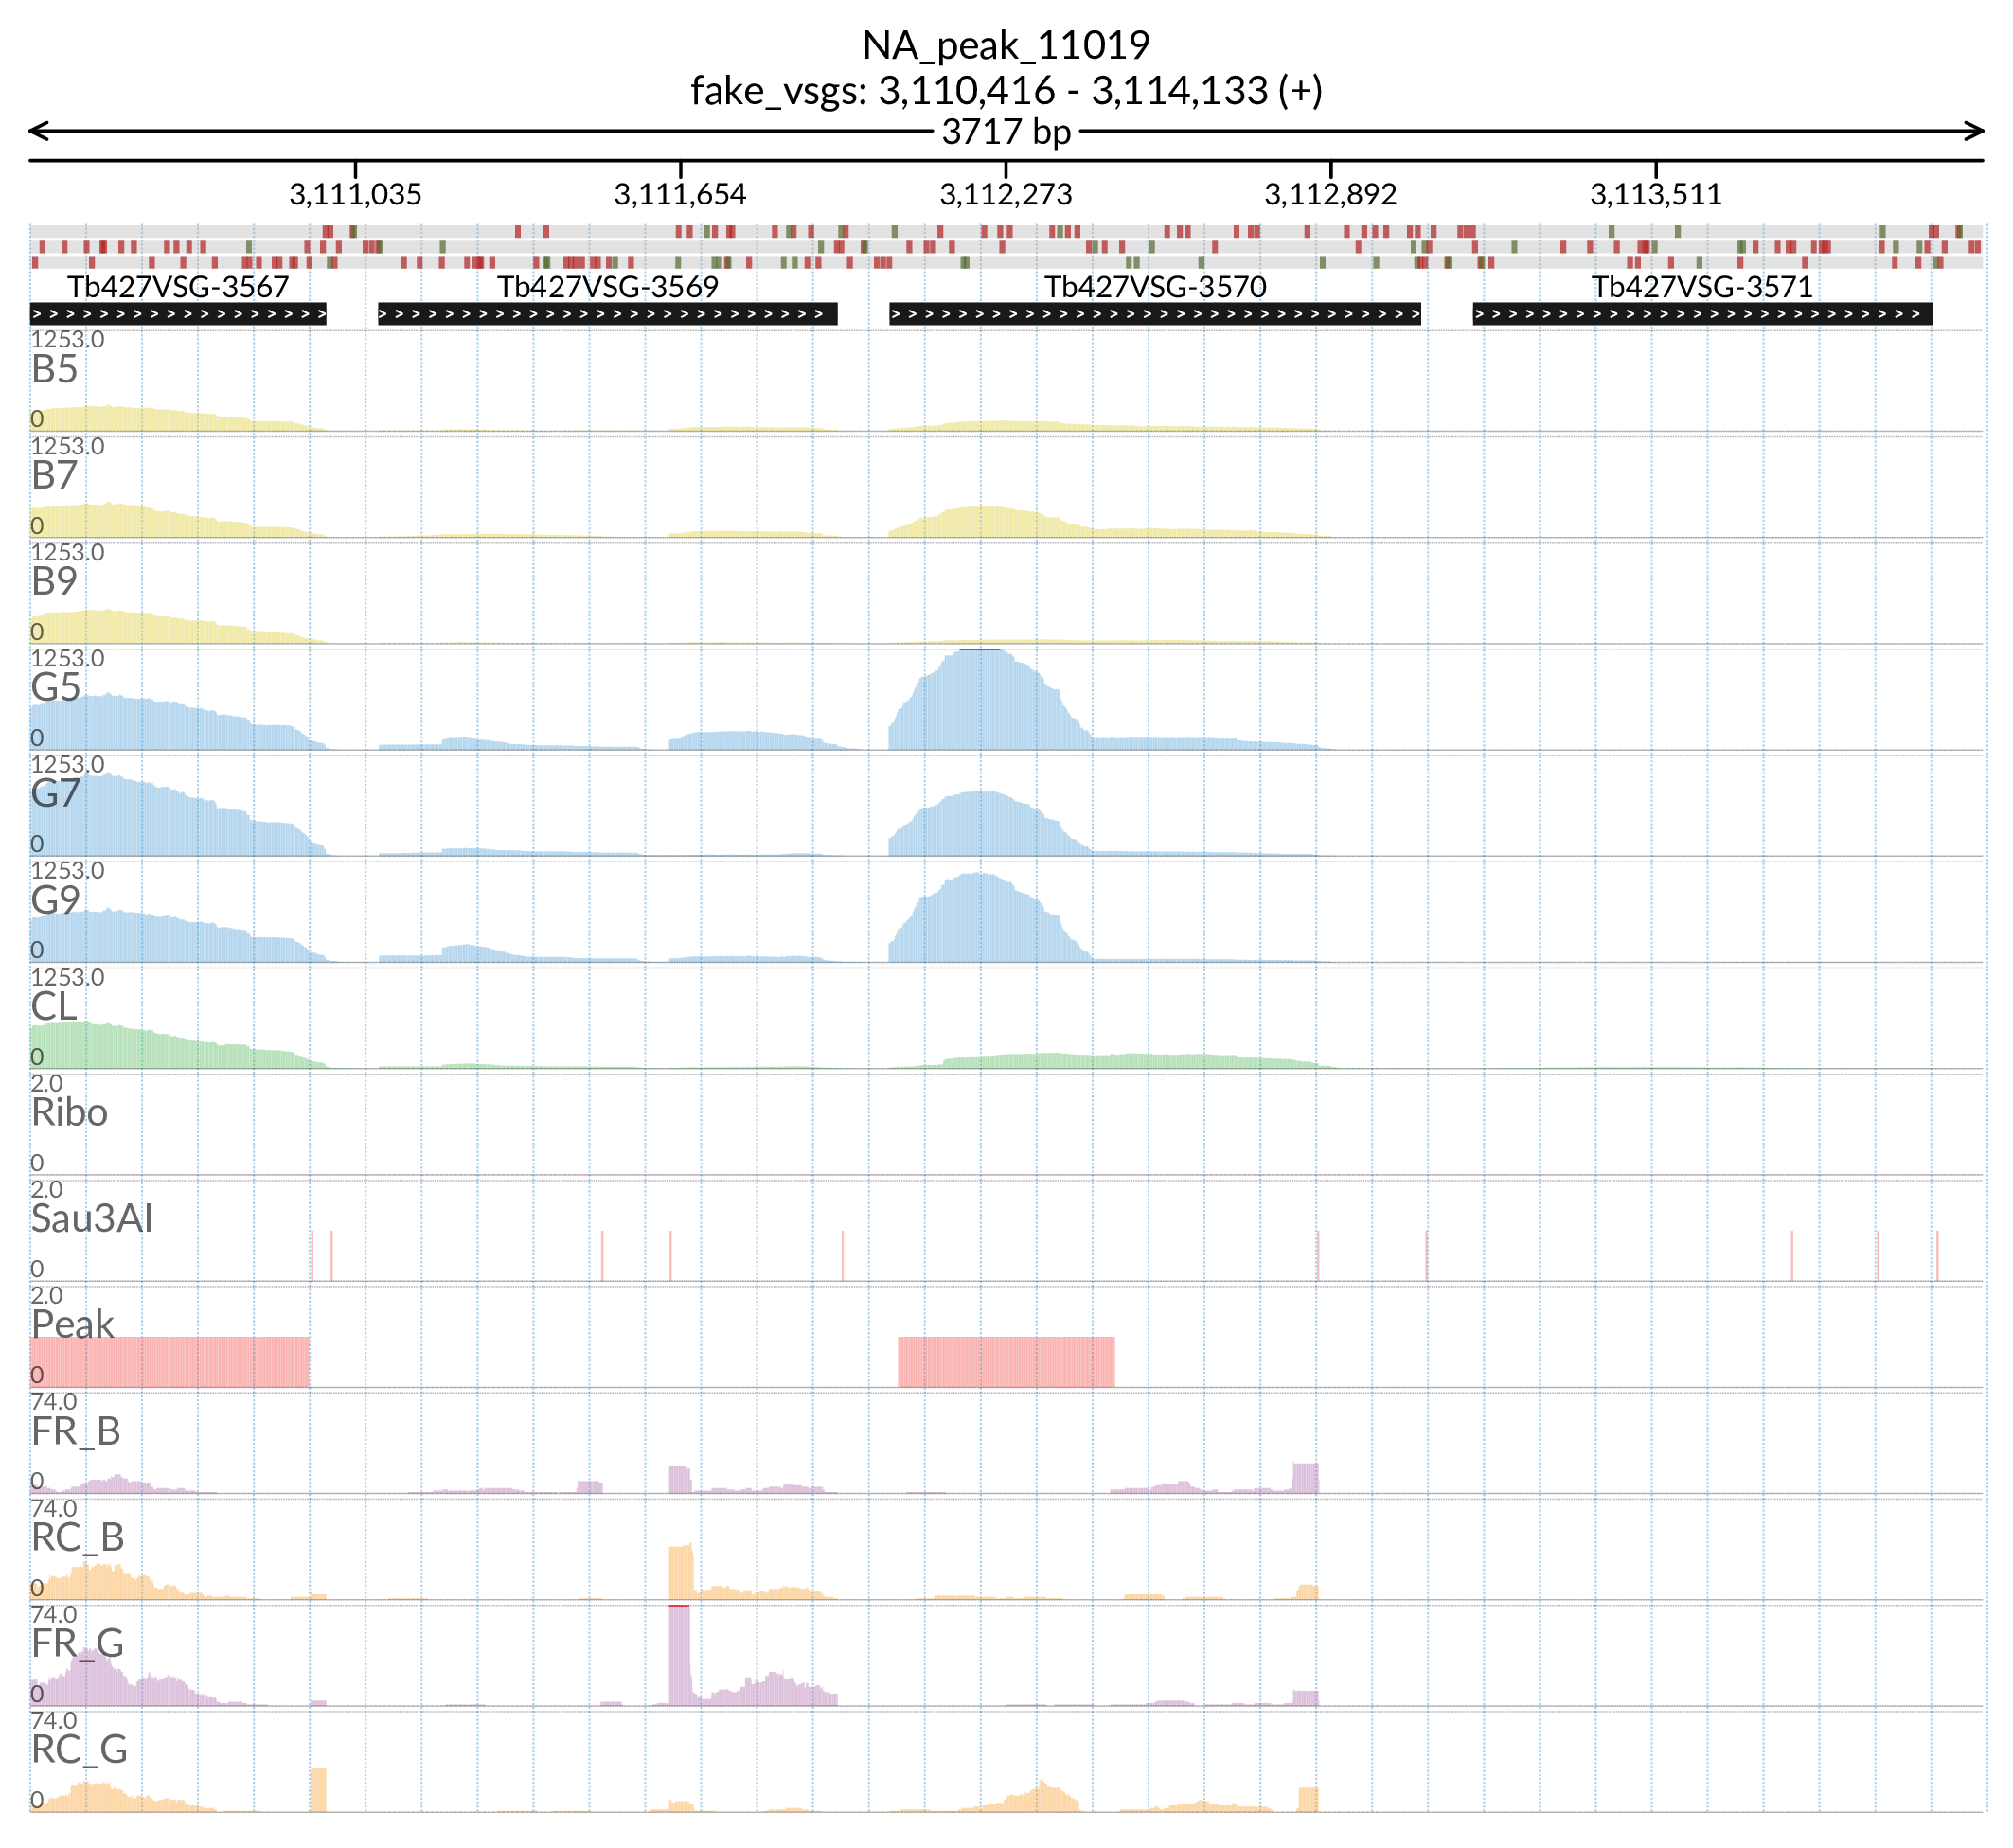 NA_peak_11019
fake_vsgs: 3,110,416 - 3,114,133 (+)
3717 bp
3,111,035 3,111,654 3,112,273 3,112,892 3,113,511
Tb427VSG-3567 Tb427VSG-3569 Tb427VSG-3570 Tb427VSG-3571
1253.0
B5
0
1253.0
B7
0
1253.0
B9
0
1253.0
G5
0
1253.0
G7
0
1253.0
G9
0
1253.0
CL
0
2.0
Ribo
0
2.0
Sau3AI
0
2.0
Peak
0
74.0
FR_B
0
74.0
RC_B
0
74.0
FR_G
0
74.0
RC_G
0